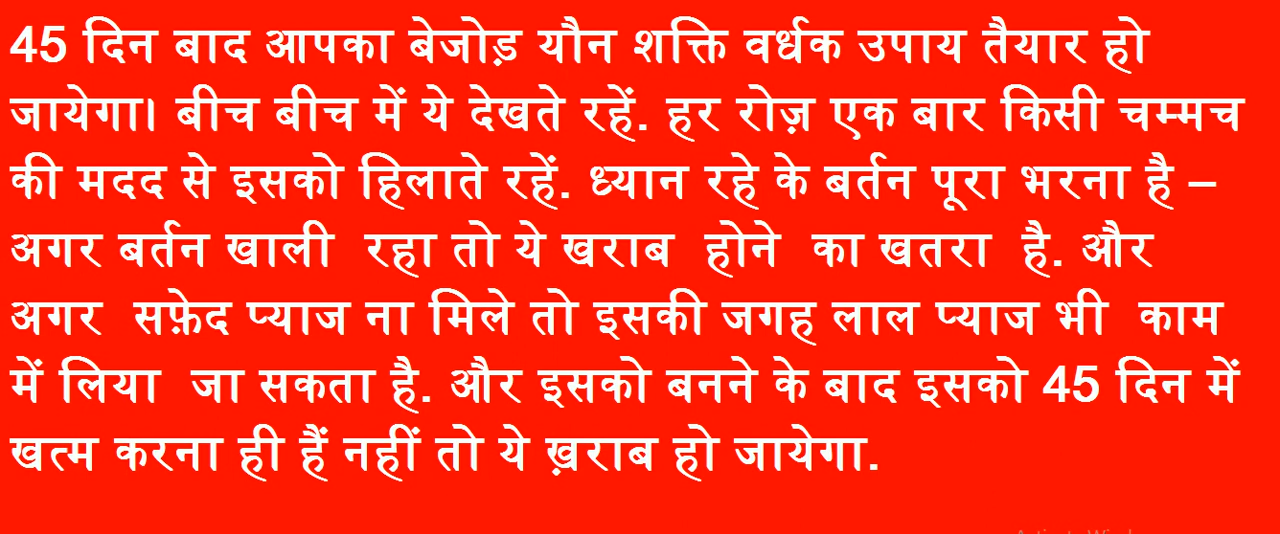 45 दिन बाद आपका बेजोड़ यौन शक्ति वर्धक उपाय तैयार हो
जायेगा। बीच बीच में ये देखते रहें. हर रोज़ एक बार किसी चम्मच
की मदद से इसको हिलाते रहें. ध्यान रहे के बर्तन पूरा भरना है –
अगर बर्तन खाली रहा तो ये खराब होने का खतरा है. और
अगर सफ़ेद प्याज ना मिले तो इसकी जगह लाल प्याज भी काम
में लिया जा सकता है. और इसको बनने के बाद इसको 45 दिन में
खत्म करना ही हैं नहीं तो ये ख़राब हो जायेगा.